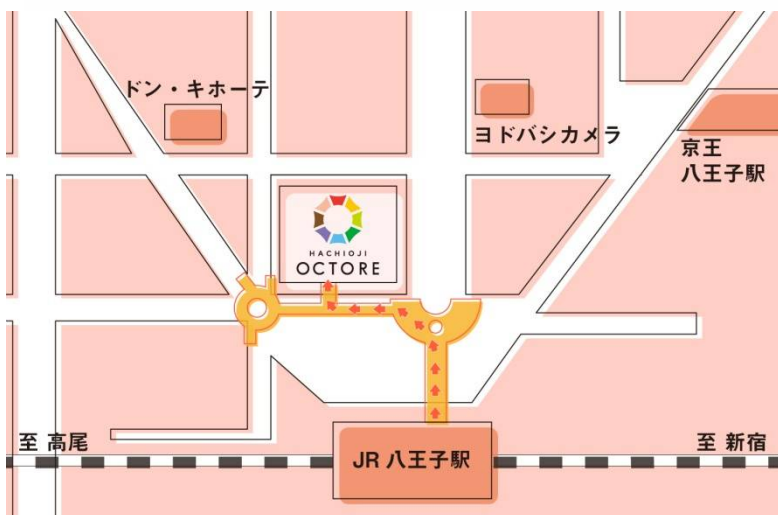 ドン・キホーテ
ヨドバシカメラ
京王
八王子駅
HACHIOJI
OCTORE
至 高尾
JR 八王子駅
至 新宿